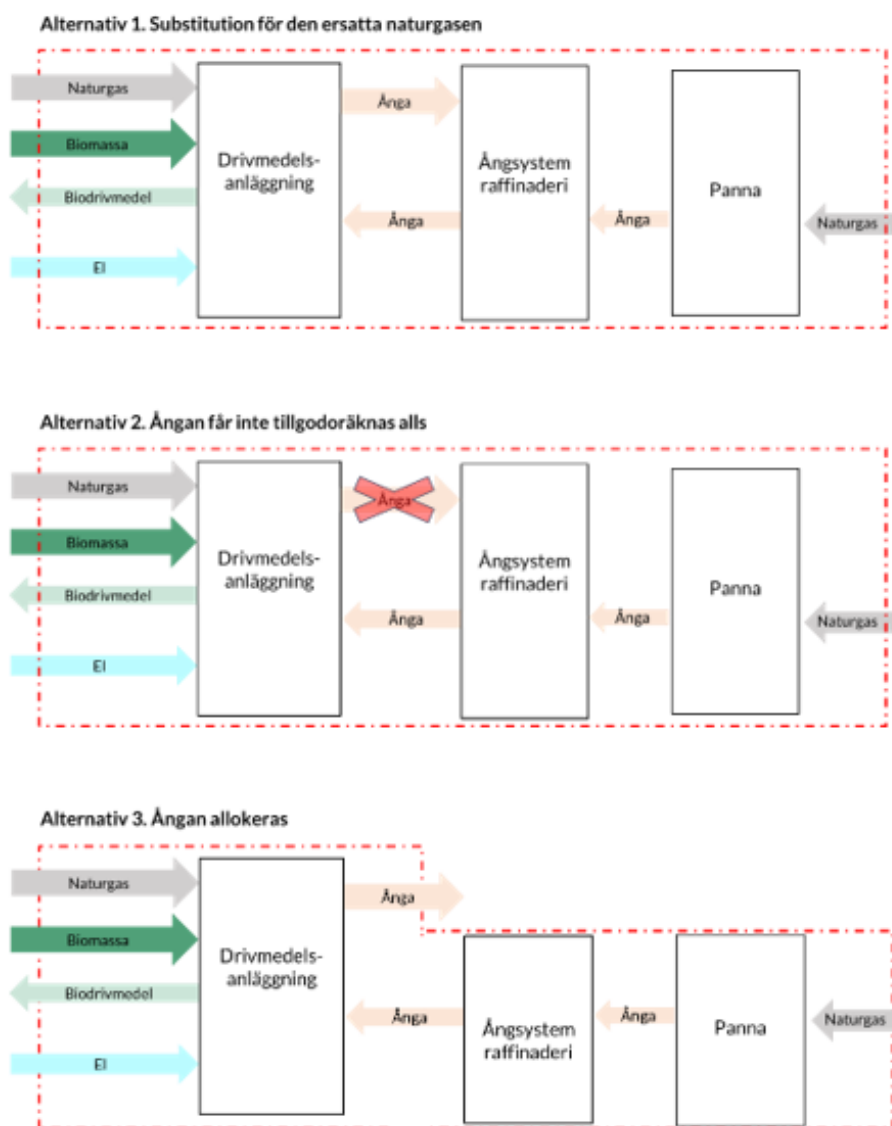 Alternativ 1. Substitution för den ersatta naturgasen
Naturgas
Ånga
Biomassa
Drivmedels-
anläggning
Ångsystem
raffinaderi
Panna
Biodrivmedel
Ånga
Ånga
Naturgas
El
Alternativ 2. Ångan får inte tillgodoräknas alls
Naturgas
Ånga
Biomassa
Drivmedels-
anläggning
Ångsystem
raffinaderi
Panna
Biodrivmedel
Ånga
Ånga
Naturgas
El
Alternativ 3. Ångan allokeras
Naturgas
Ånga
Biomassa
Drivmedels-
anläggning
Biodrivmedel
Ånga
Ångsystem
raffinaderi
Ånga
Panna
Naturgas
El